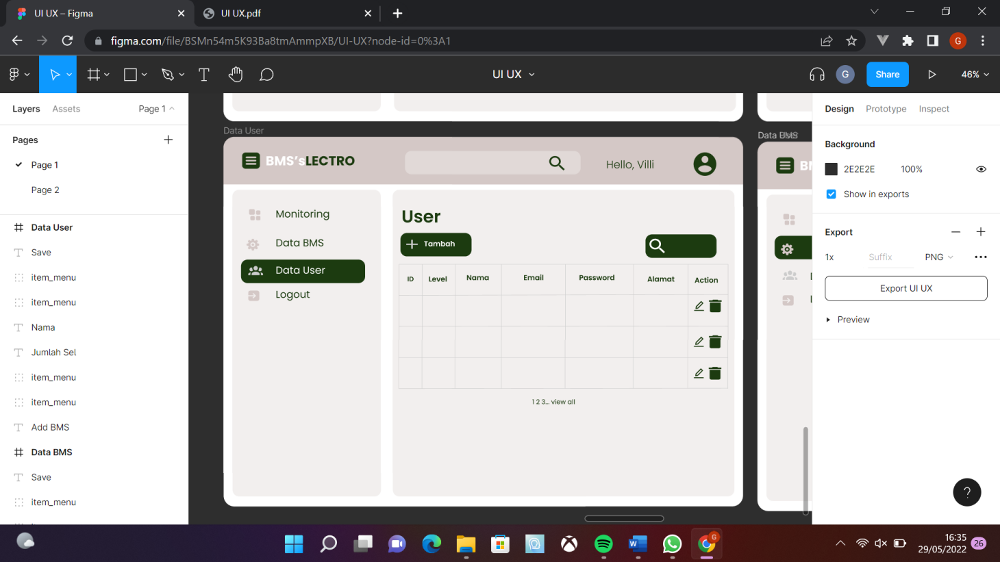 UI UX – Figma
UI UX.pdf
figma.com/file/BSMn54m5K93Ba8tmAmmpXB/UI-UX?node-id=0%3A1
G
UI UX
G
Share
46%
Layers
Assets
Page 1
Pages
Page 1
Page 2
Data User
Save
item_menu
item_menu
Nama
Jumlah Sel
item_menu
item_menu
Add BMS
Data BMS
Save
item_menu
Data User
BMS's LECTRO
Hello, Villi
Monitoring
Data BMS
Data User
Logout
User
Tambah
ID
Level
Nama
Email
Password
Alamat
Action
1 2 3... view all
Data
Design
Prototype
Inspect
Background
2E2E2E
100%
Show in exports
Export
1x
Suffix
PNG
Export UI UX
Preview
?
G
16:35
29/05/2022
26